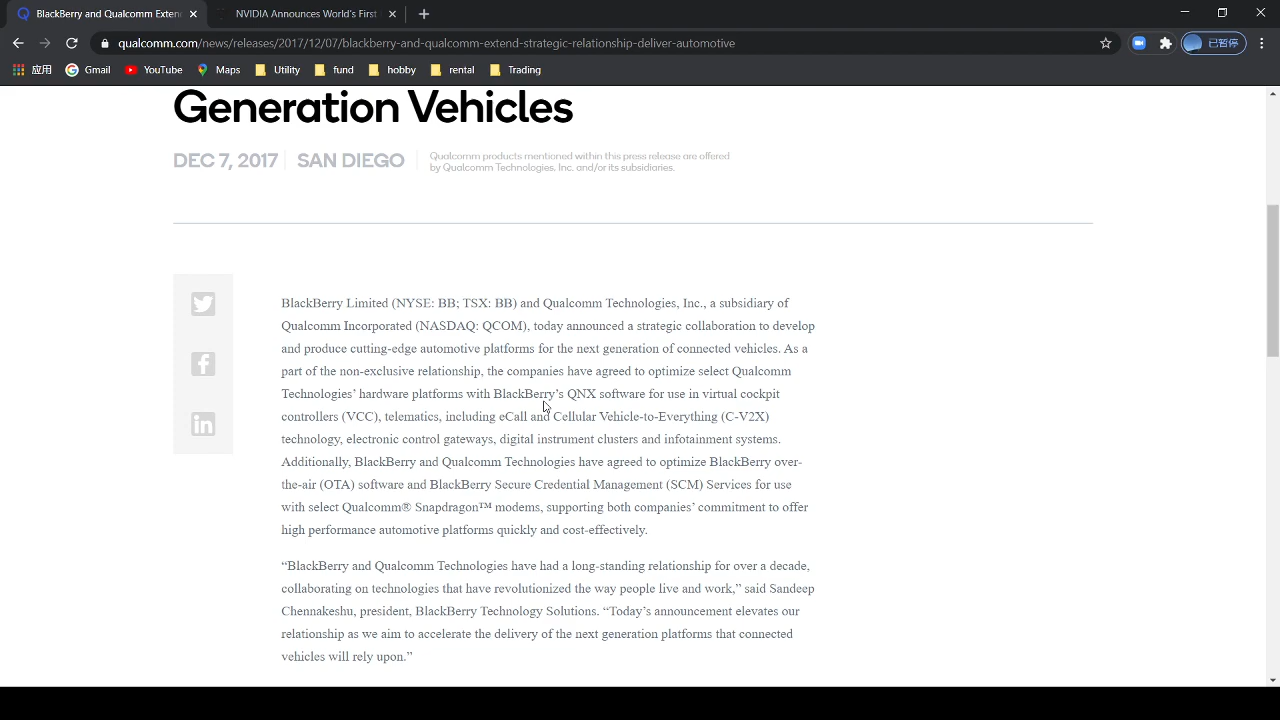 BlackBerry and Qualcomm Exten
NVIDIA Announces World's First
qualcomm.com/news/releases/2017/12/07/blackberry-and-qualcomm-extend-strategic-relationship-deliver-automotive
已暂停
应用 Gmail YouTube Maps Utility fund hobby rental Trading
Generation Vehicles
DEC 7, 2017 SAN DIEGO
Qualcomm products mentioned within this press release are offered
by Qualcomm Technologies, Inc. and/or its subsidiaries.
BlackBerry Limited (NYSE: BB; TSX: BB) and Qualcomm Technologies, Inc., a subsidiary of
Qualcomm Incorporated (NASDAQ: QCOM), today announced a strategic collaboration to develop
and produce cutting-edge automotive platforms for the next generation of connected vehicles. As a
part of the non-exclusive relationship, the companies have agreed to optimize select Qualcomm
Technologies’ hardware platforms with BlackBerry’s QNX software for use in virtual cockpit
controllers (VCC), telematics, including eCall and Cellular Vehicle-to-Everything (C-V2X)
technology, electronic control gateways, digital instrument clusters and infotainment systems.
Additionally, BlackBerry and Qualcomm Technologies have agreed to optimize BlackBerry over-
the-air (OTA) software and BlackBerry Secure Credential Management (SCM) Services for use
with select Qualcomm® Snapdragon™ modems, supporting both companies’ commitment to offer
high performance automotive platforms quickly and cost-effectively.
“BlackBerry and Qualcomm Technologies have had a long-standing relationship for over a decade,
collaborating on technologies that have revolutionized the way people live and work,” said Sandeep
Chennakeshu, president, BlackBerry Technology Solutions. “Today’s announcement elevates our
relationship as we aim to accelerate the delivery of the next generation platforms that connected
vehicles will rely upon.”